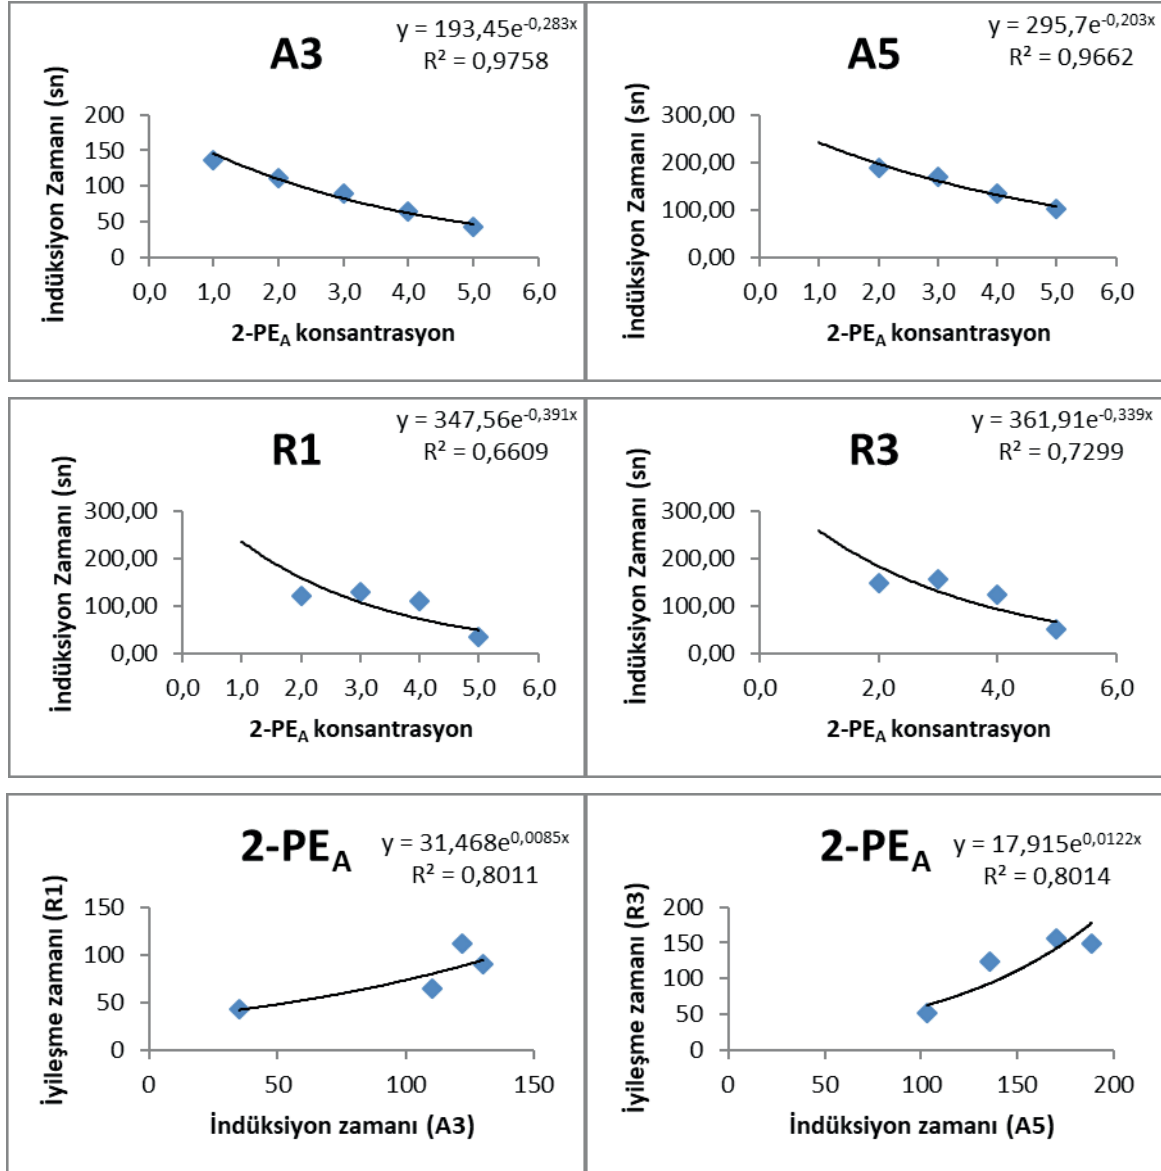 A3
y = 193,45e-0,283x
R² = 0,9758
İndüksiyon Zamanı (sn)
200
150
100
50
0
0,0 1,0 2,0 3,0 4,0 5,0 6,0
2-PEA konsantrasyon
A5
y = 295,7e-0,203x
R² = 0,9662
İndüksiyon Zamanı (sn)
300,00
200,00
100,00
0,00
0,0 1,0 2,0 3,0 4,0 5,0 6,0
2-PEA konsantrasyon
R1
y = 347,56e-0,391x
R² = 0,6609
İndüksiyon Zamanı (sn)
300,00
200,00
100,00
0,00
0,0 1,0 2,0 3,0 4,0 5,0 6,0
2-PEA konsantrasyon
R3
y = 361,91e-0,339x
R² = 0,7299
İndüksiyon Zamanı (sn)
300,00
200,00
100,00
0,00
0,0 2,0 4,0 6,0
2-PEA konsantrasyon
2-PEA
y = 31,468e0,0085x
R² = 0,8011
İyileşme zamanı (R1)
150
100
50
0
0 50 100 150
İndüksiyon zamanı (A3)
2-PEA
y = 17,915e0,0122x
R² = 0,8014
İyileşme zamanı (R3)
200
150
100
50
0
0 50 100 150 200
İndüksiyon zamanı (A5)